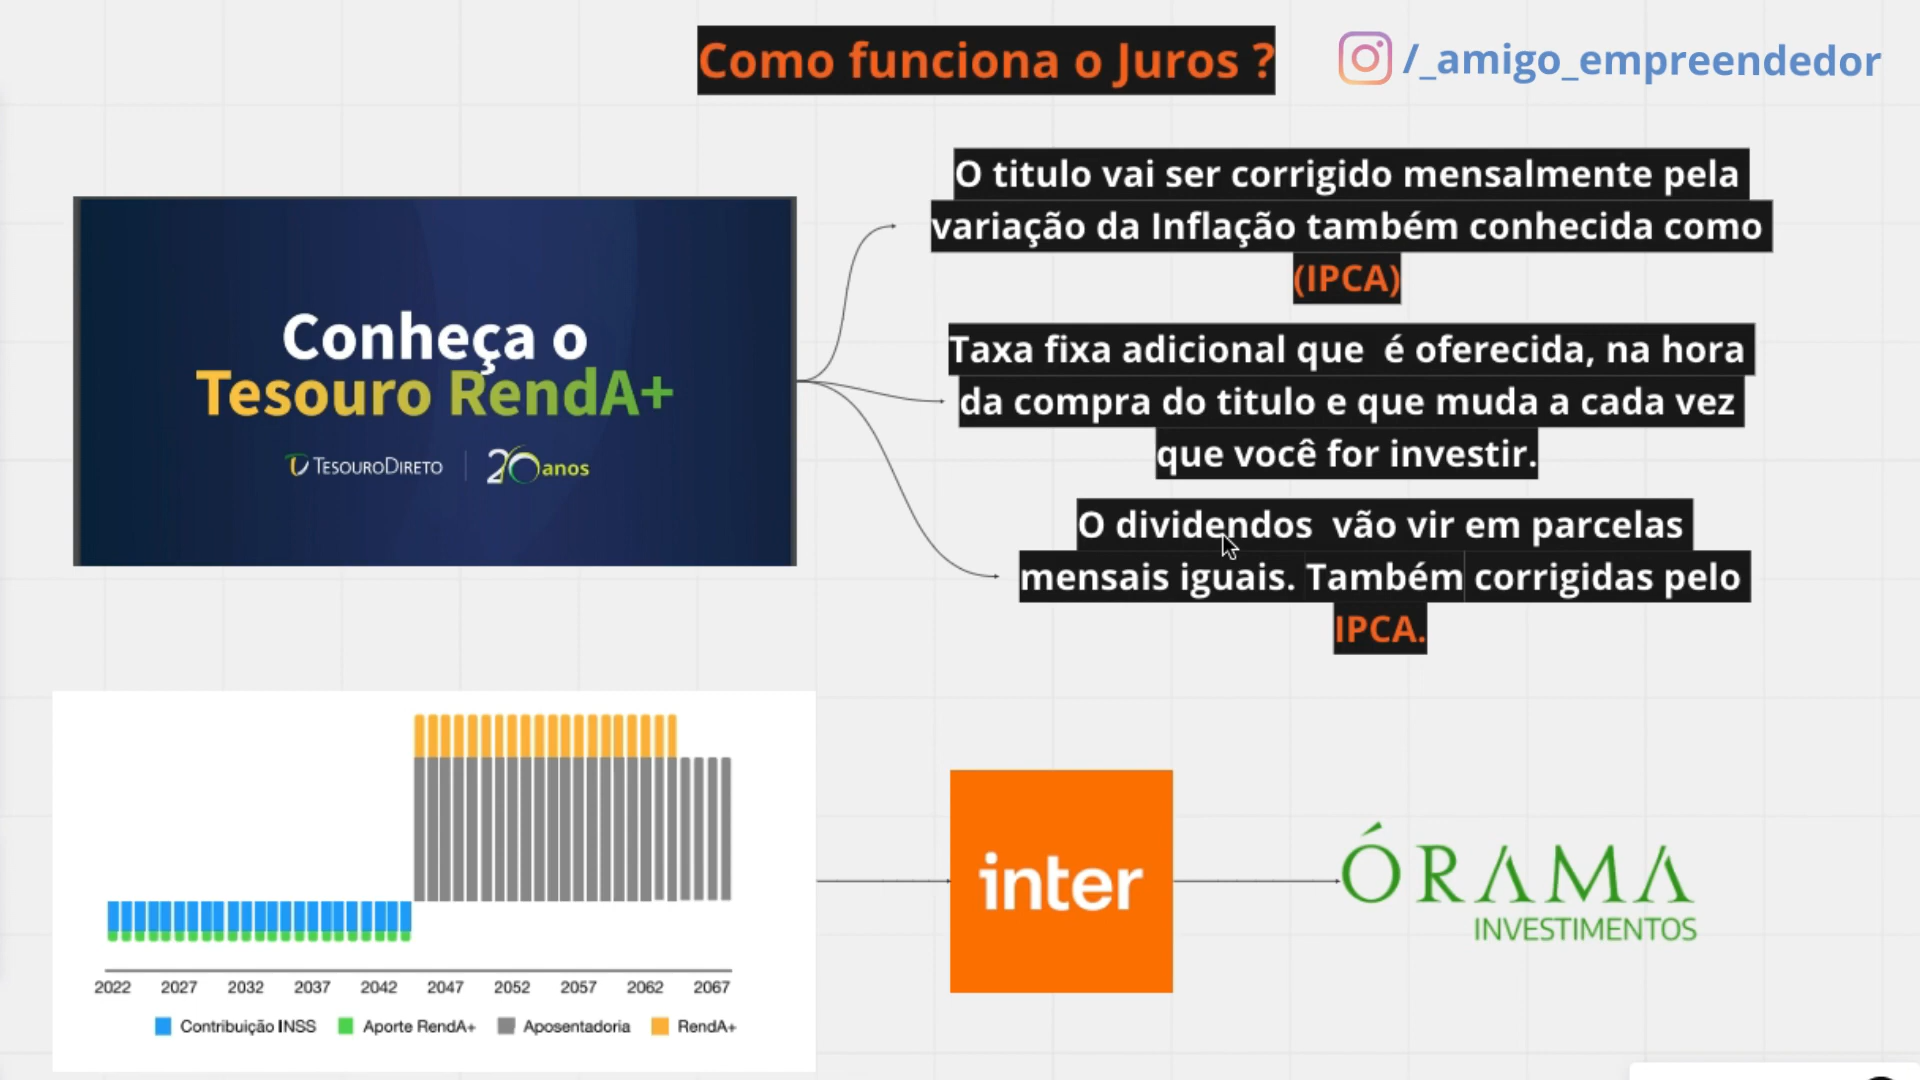 Como funciona o Juros ?
/_amigo_empreendedor
O titulo vai ser corrigido mensalmente pela
variação da Inflação também conhecida como
(IPCA)
Conheça o
Tesouro RendA+
TESOURODIRETO
20anos
Taxa fixa adicional que é oferecida, na hora
da compra do titulo e que muda a cada vez
que você for investir.
O dividendos vão vir em parcelas
mensais iguais. Também corrigidas pelo
IPCA.
2022 2027 2032 2037 2042 2047 2052 2057 2062 2067
Contribuição INSS Aporte RendA+ Aposentadoria RendA+
inter
ÓRAMA
INVESTIMENTOS